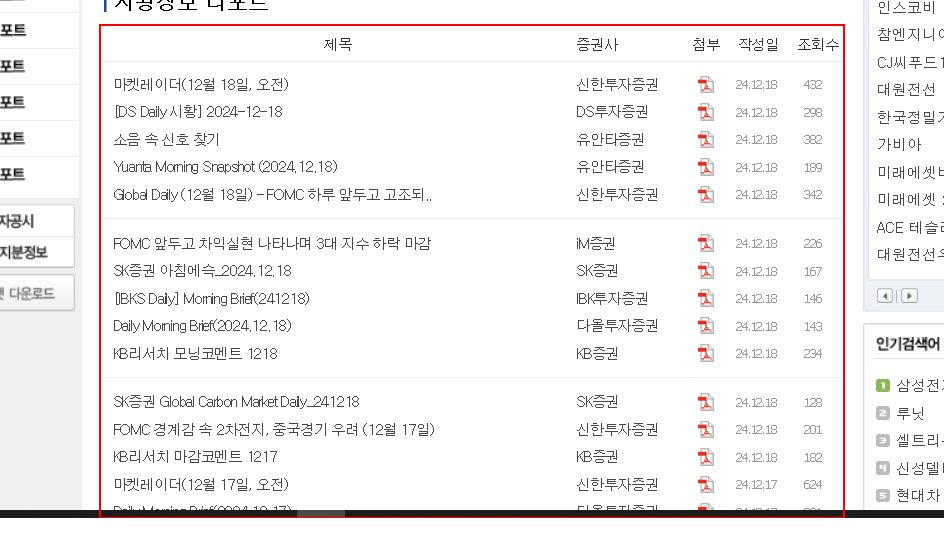 포트
포트
포트
포트
포트
자공시
지분정보
다운로드
시황정보 리포트
제목 증권사 첨부 작성일 조회수
마켓레이더(12월 18일, 오전) 신한투자증권 24.12.18 432
[DS Daily 시황] 2024-12-18 DS투자증권 24.12.18 298
소음 속 신호 찾기 유안타증권 24.12.18 382
Yuanta Morning Snapshot (2024.12.18) 유안타증권 24.12.18 189
Global Daily (12월 18일) - FOMC 하루 앞두고 고조되.. 신한투자증권 24.12.18 342
FOMC 앞두고 차익실현 나타나며 3대 지수 하락 마감 iM증권 24.12.18 226
SK증권 아침에쓱_2024.12.18 SK증권 24.12.18 167
[IBKS Daily] Morning Brief(241218) IBK투자증권 24.12.18 146
Daily Morning Brief(2024.12.18) 다올투자증권 24.12.18 143
KB리서치 모닝코멘트 1218 KB증권 24.12.18 234
SK증권 Global Carbon Market Daily_241218 SK증권 24.12.18 128
FOMC 경계감 속 2차전지, 중국경기 우려 (12월 17일) 신한투자증권 24.12.18 201
KB리서치 마감코멘트 1217 KB증권 24.12.18 182
마켓레이더(12월 17일, 오전) 신한투자증권 24.12.17 624
인스코비
참엔지니어
CJ씨푸드1
대원전선
한국정밀기
가비아
미래에셋
미래에셋
ACE 테슬라
대원전선우
인기검색어
1 삼성전
2 루닛
3 셀트리
4 신성델
5 현대차